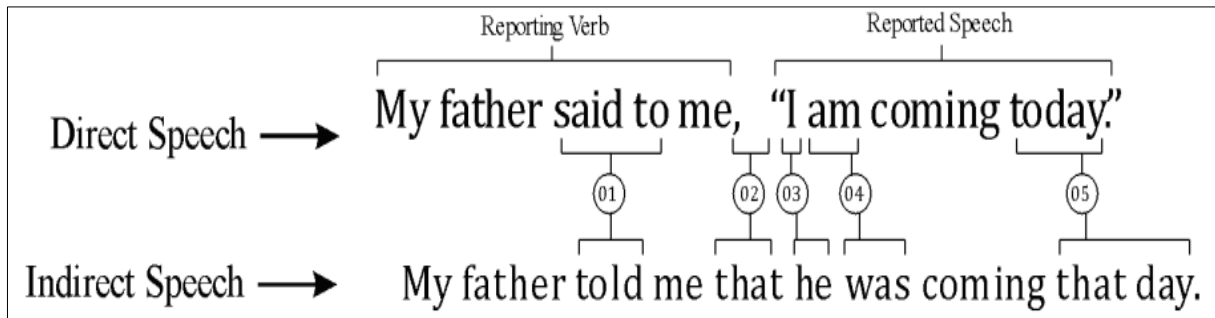 Reporting Verb Reported Speech
Direct Speech My father said to me, “I am coming today.”
01 02 03 04 05
Indirect Speech My father told me that he was coming that day.